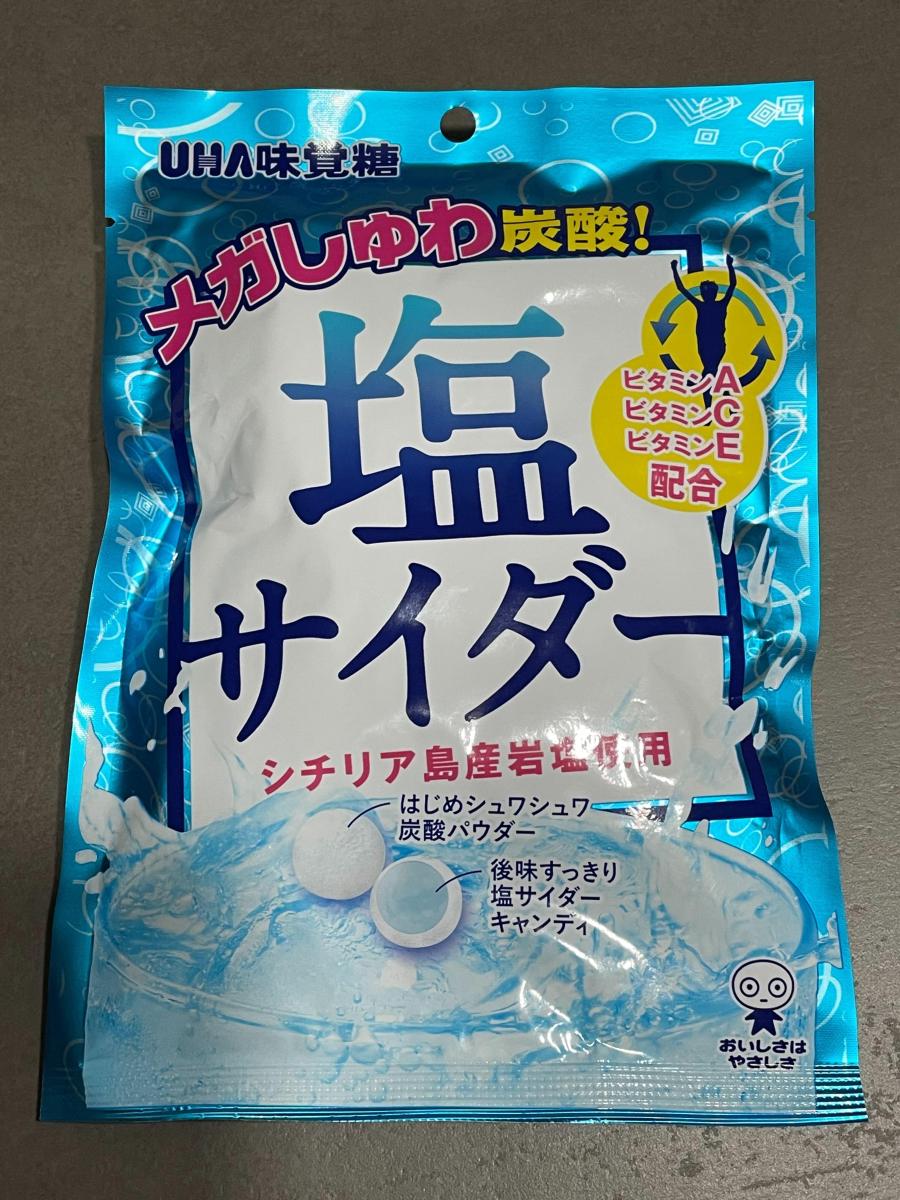 UHA味覚糖
メガしゅわ炭酸!
塩
サイダー
ビタミンA
ビタミンC
ビタミンE
配合
シチリア島産岩塩使用
はじめシュワシュワ
炭酸パウダー
後味すっきり
塩サイダー
キャンディ
おいしさは
やさしさ